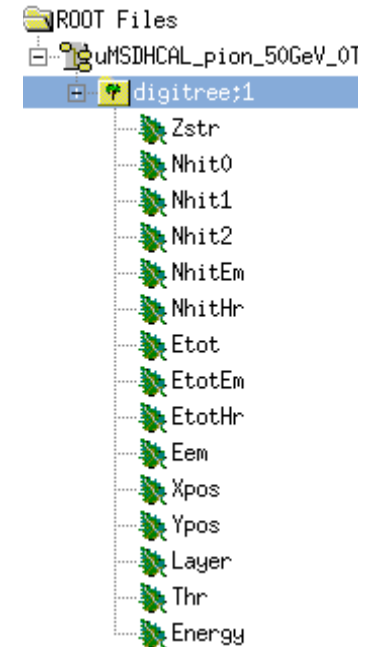 ROOT Files
uMSDHCAL_pion_50GeV_0T
digitree;1
Zstr
Nhit0
Nhit1
Nhit2
NhitEm
NhitHr
Etot
EtotEm
EtotHr
Eem
Xpos
Ypos
Layer
Thr
Energy